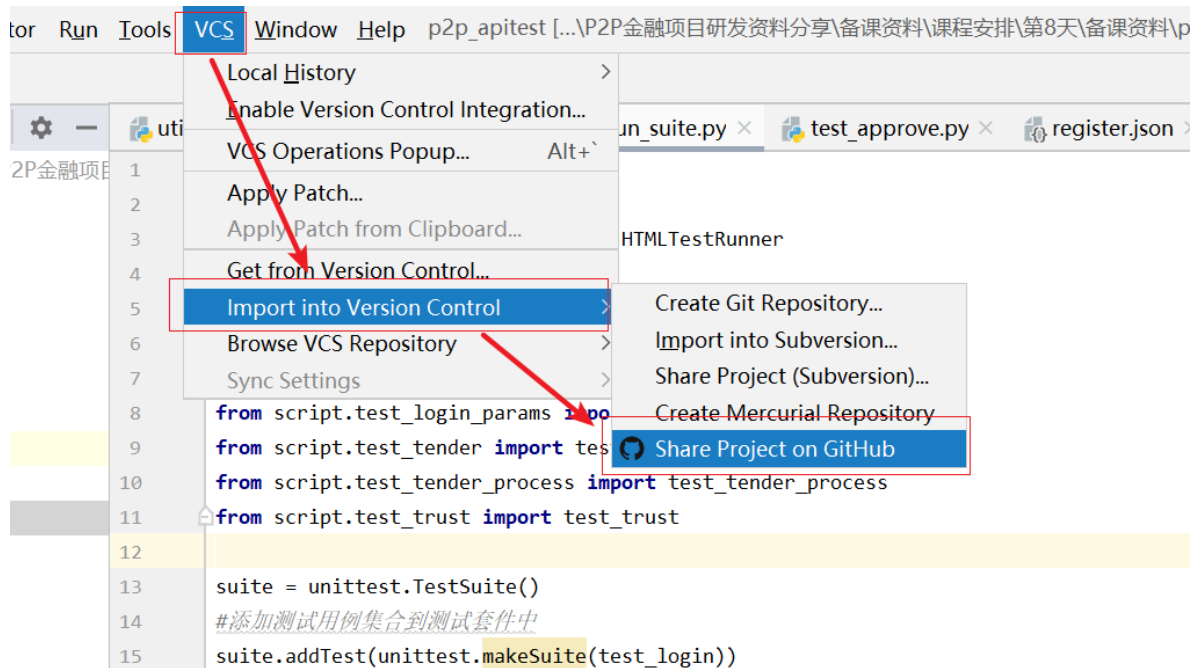 tor Run Tools VCS Window Help p2p_apitest [...\P2P金融项目研发资料分享\备课资料\课程安排\第8天\备课资料\p
Local History
Enable Version Control Integration...
VCS Operations Popup... Alt+`
Apply Patch...
Apply Patch from Clipboard...
Get from Version Control...
Import into Version Control
Browse VCS Repository
Sync Settings
Create Git Repository...
Import into Subversion...
Share Project (Subversion)...
Create Mercurial Repository
Share Project on GitHub
uti
un_suite.py
test_approve.py
register.json
2P金融项目
1
2
3 HTMLTestRunner
4
5
6
7
8 from script.test_login_params impo
9 from script.test_tender import tes
10 from script.test_tender_process import test_tender_process
11 from script.test_trust import test_trust
12
13 suite = unittest.TestSuite()
14 #添加测试用例集合到测试套件中
15 suite.addTest(unittest.makeSuite(test_login))